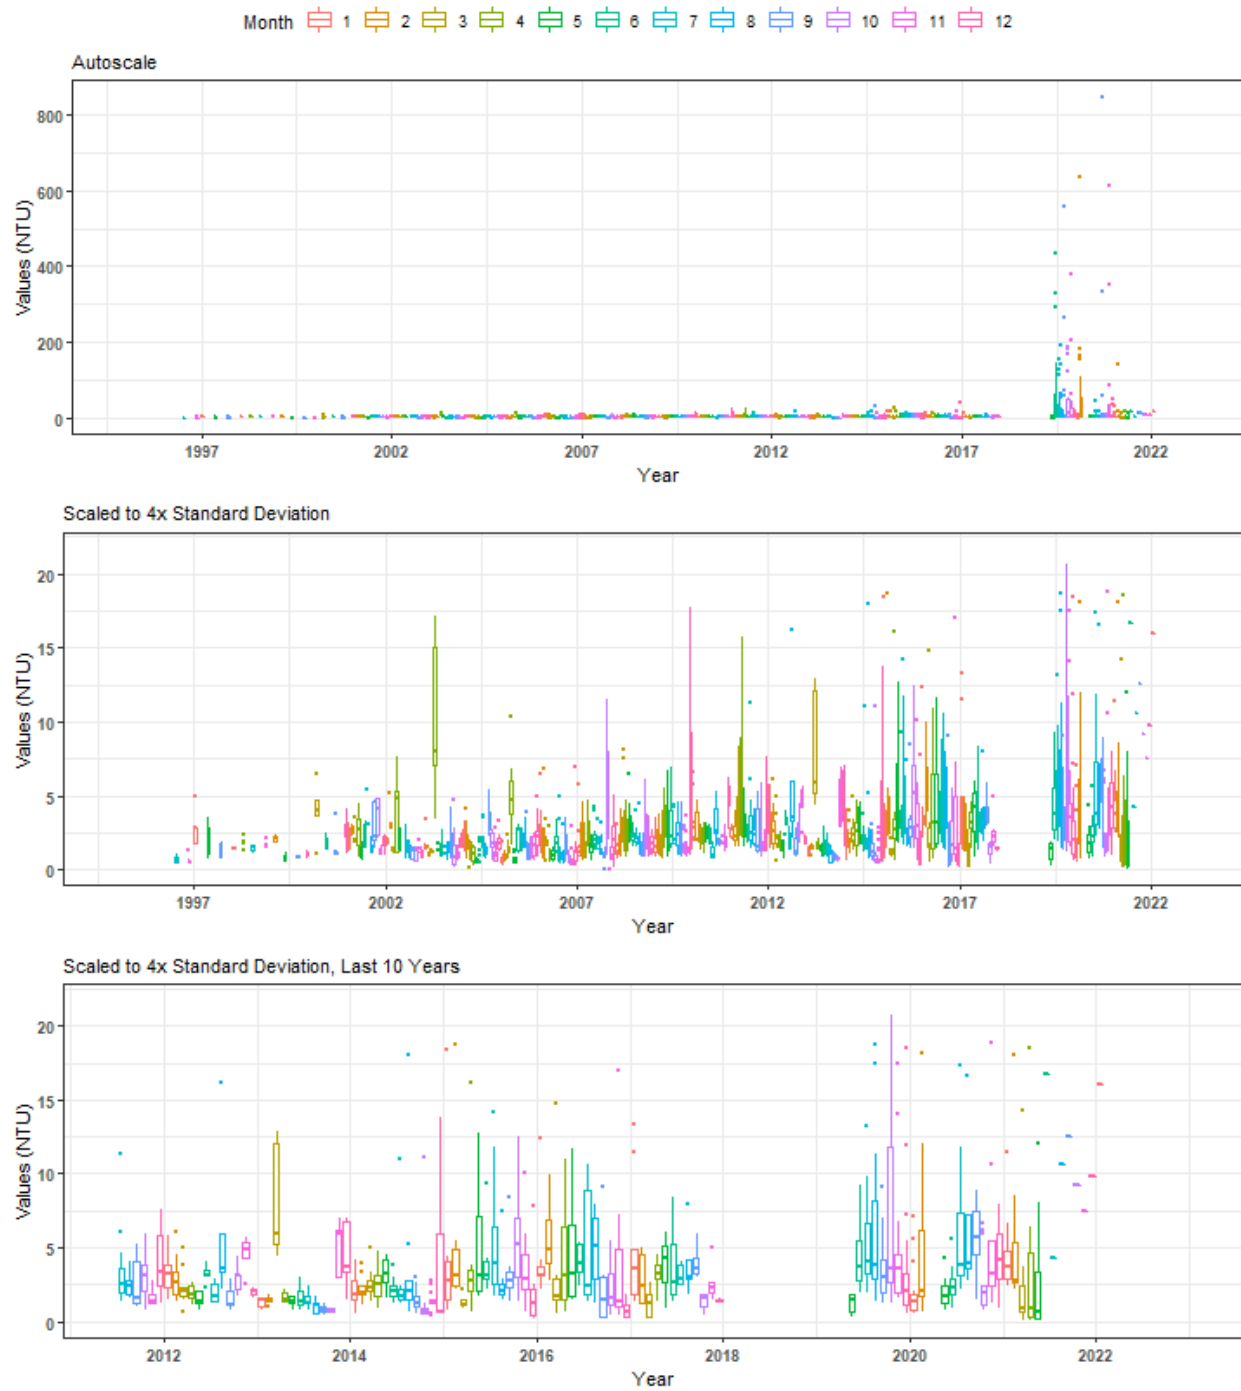 Month 1 2 3 4 5 6 7 8 9 10 11 12
Autoscale
Values (NTU)
800
600
400
200
0
1997 2002 2007 2012 2017 2022
Year
Scaled to 4x Standard Deviation
Values (NTU)
20
15
10
5
0
1997 2002 2007 2012 2017 2022
Year
Scaled to 4x Standard Deviation, Last 10 Years
Values (NTU)
20
15
10
5
0
2012 2014 2016 2018 2020 2022
Year